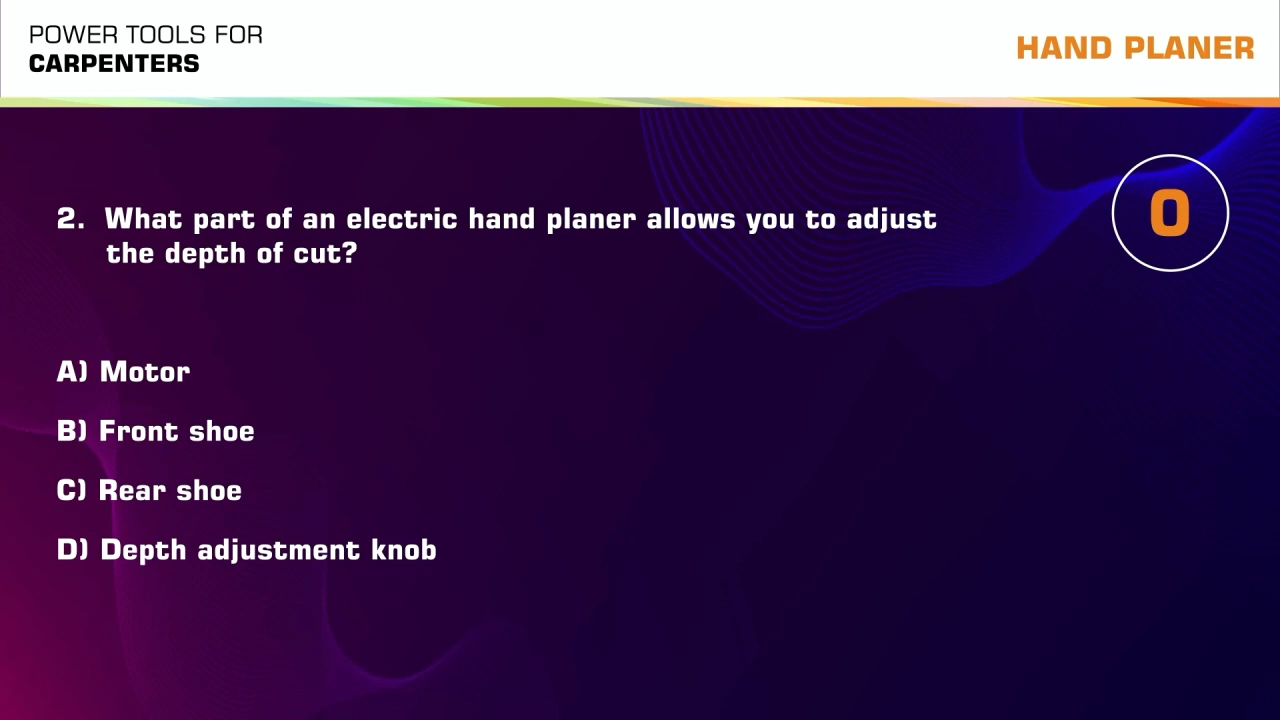 POWER TOOLS FOR
CARPENTERS
HAND PLANER
0
2. What part of an electric hand planer allows you to adjust
the depth of cut?
A) Motor
B) Front shoe
C) Rear shoe
D) Depth adjustment knob